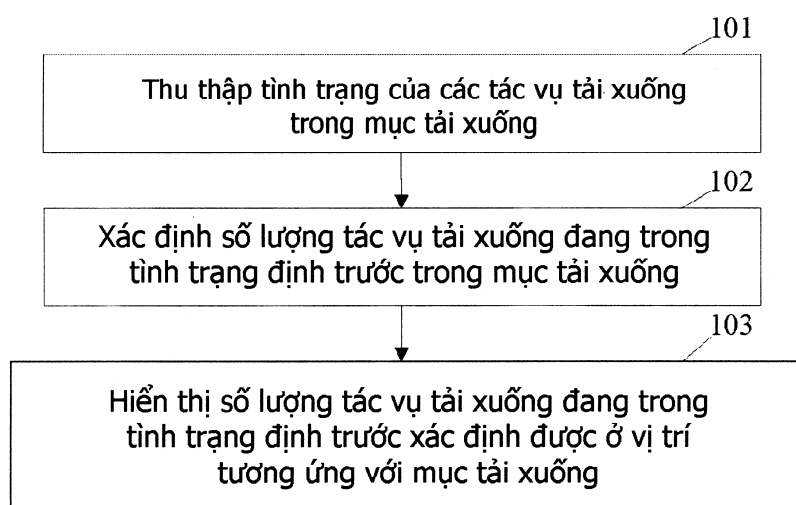 101
Thu thập tình trạng của các tác vụ tải xuống
trong mục tải xuống
102
Xác định số lượng tác vụ tải xuống đang trong
tình trạng định trước trong mục tải xuống
103
Hiển thị số lượng tác vụ tải xuống đang trong
tình trạng định trước xác định được ở vị trí
tương ứng với mục tải xuống